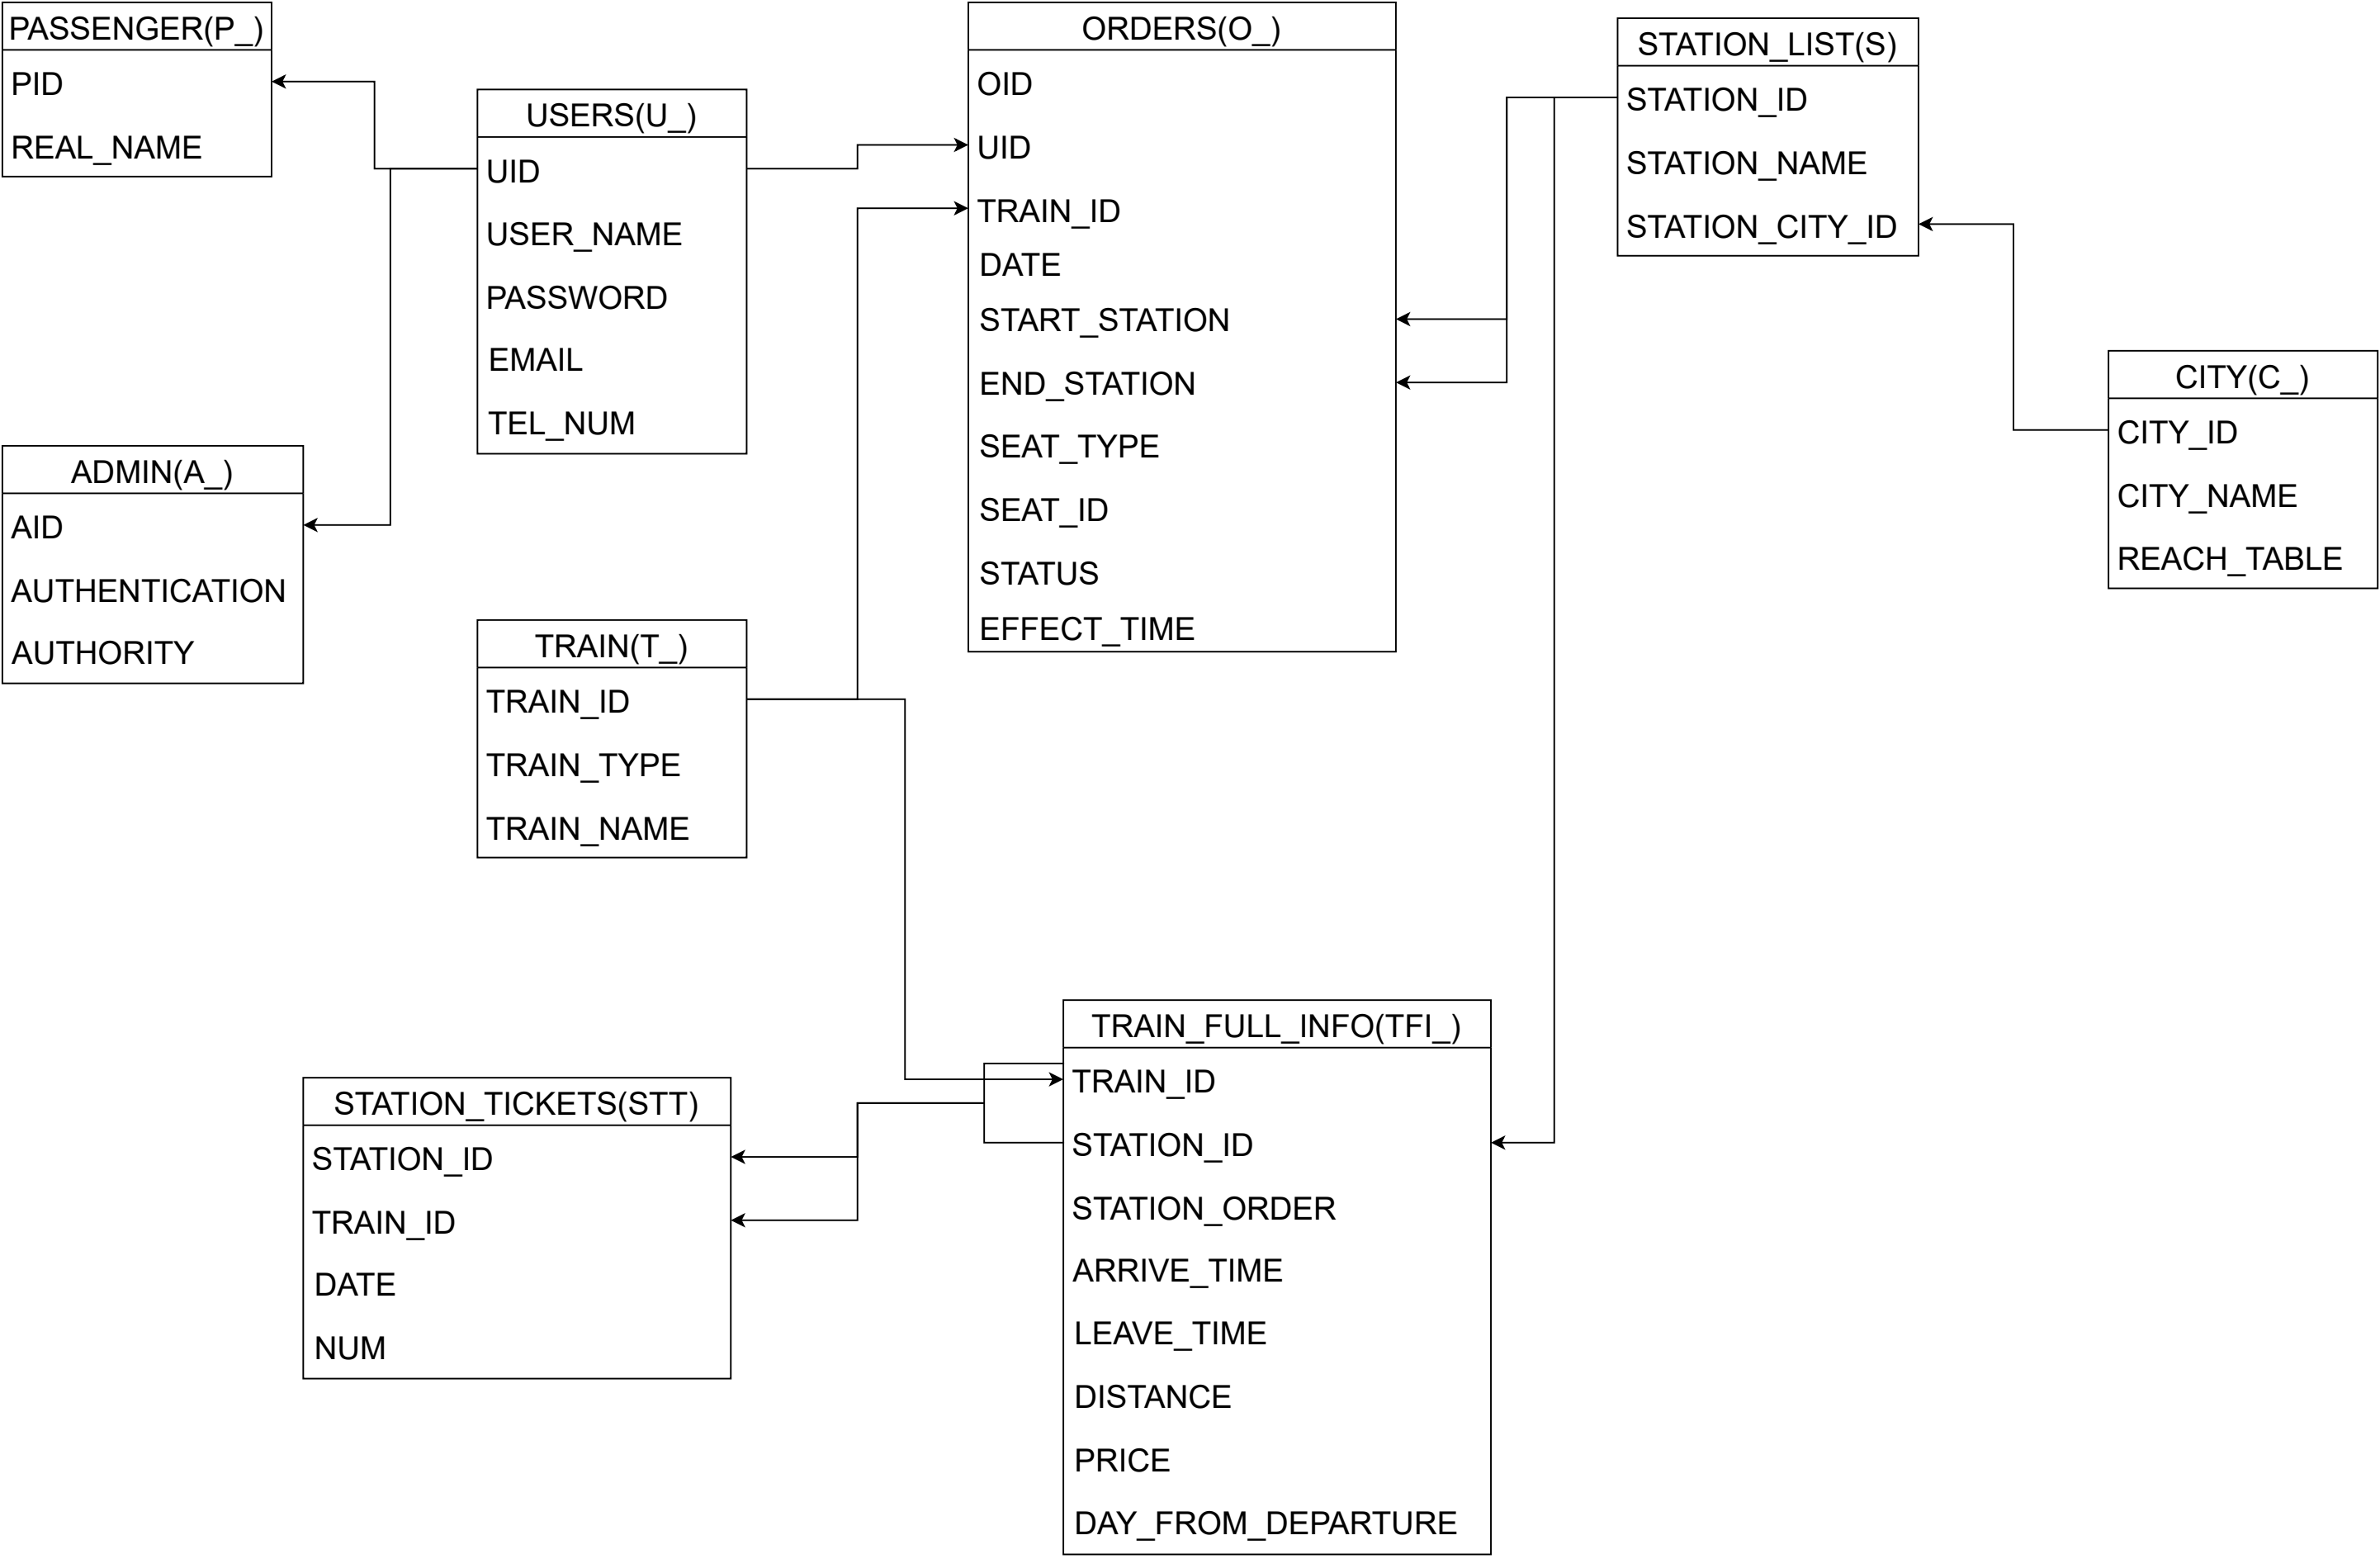 PASSENGER(P_)
PID
REAL_NAME
USERS(U_)
UID
USER_NAME
PASSWORD
EMAIL
TEL_NUM
ORDERS(O_)
OID
UID
TRAIN_ID
DATE
START_STATION
END_STATION
SEAT_TYPE
SEAT_ID
STATUS
EFFECT_TIME
STATION_LIST(S)
STATION_ID
STATION_NAME
STATION_CITY_ID
CITY(C_)
CITY_ID
CITY_NAME
REACH_TABLE
ADMIN(A_)
AID
AUTHENTICATION
AUTHORITY
TRAIN(T_)
TRAIN_ID
TRAIN_TYPE
TRAIN_NAME
STATION_TICKETS(STT)
STATION_ID
TRAIN_ID
DATE
NUM
TRAIN_FULL_INFO(TFI_)
TRAIN_ID
STATION_ID
STATION_ORDER
ARRIVE_TIME
LEAVE_TIME
DISTANCE
PRICE
DAY_FROM_DEPARTURE